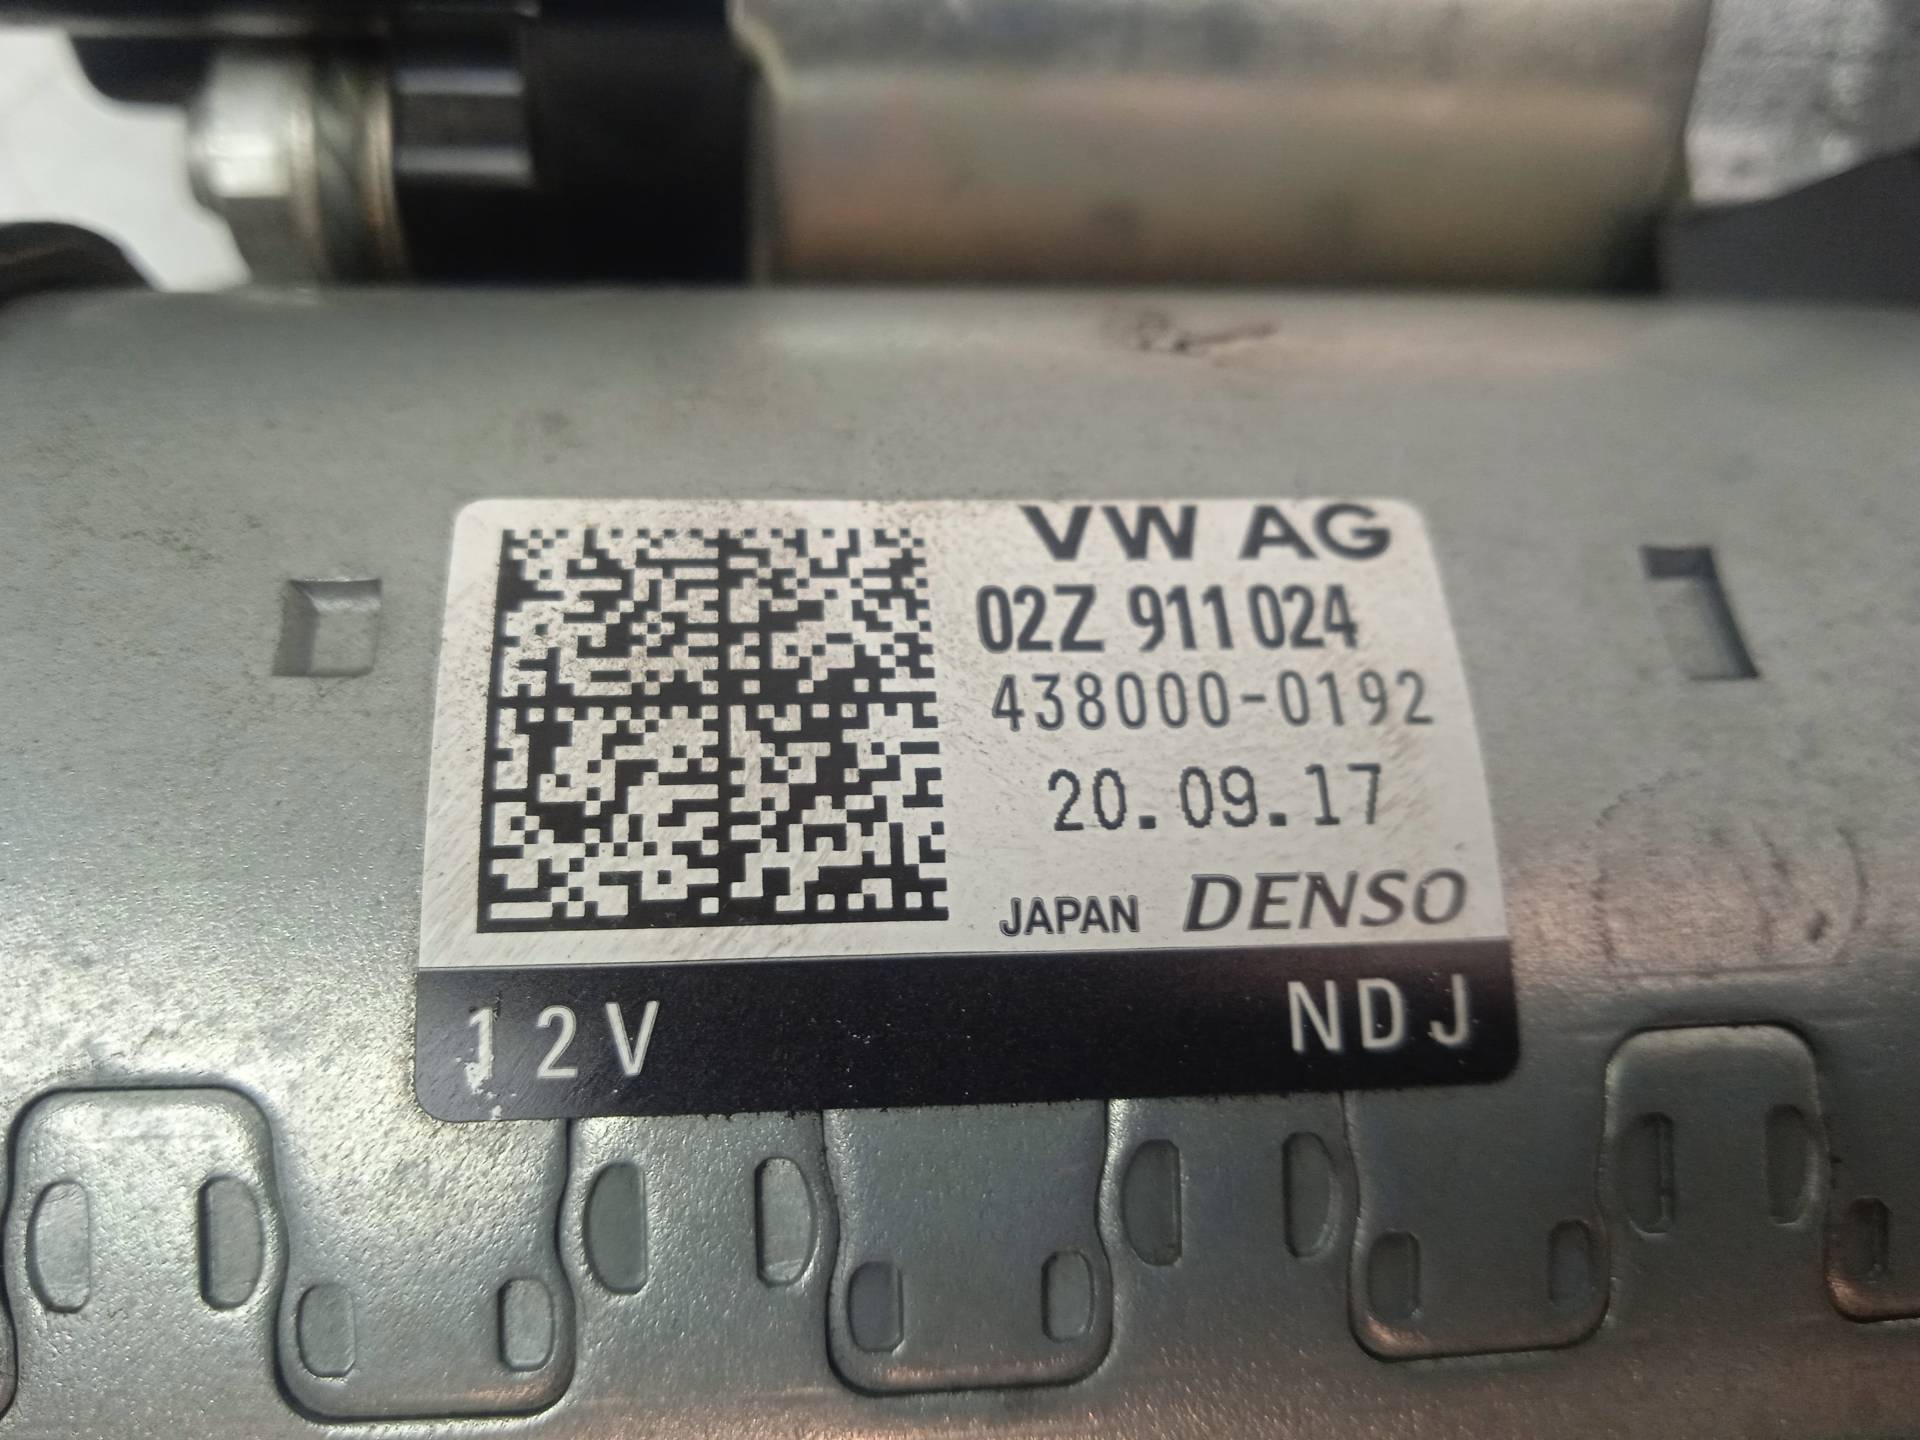 VW AG
02Z 911 024
438000-0192
20.09.17
JAPAN DENSO
12V NDJ